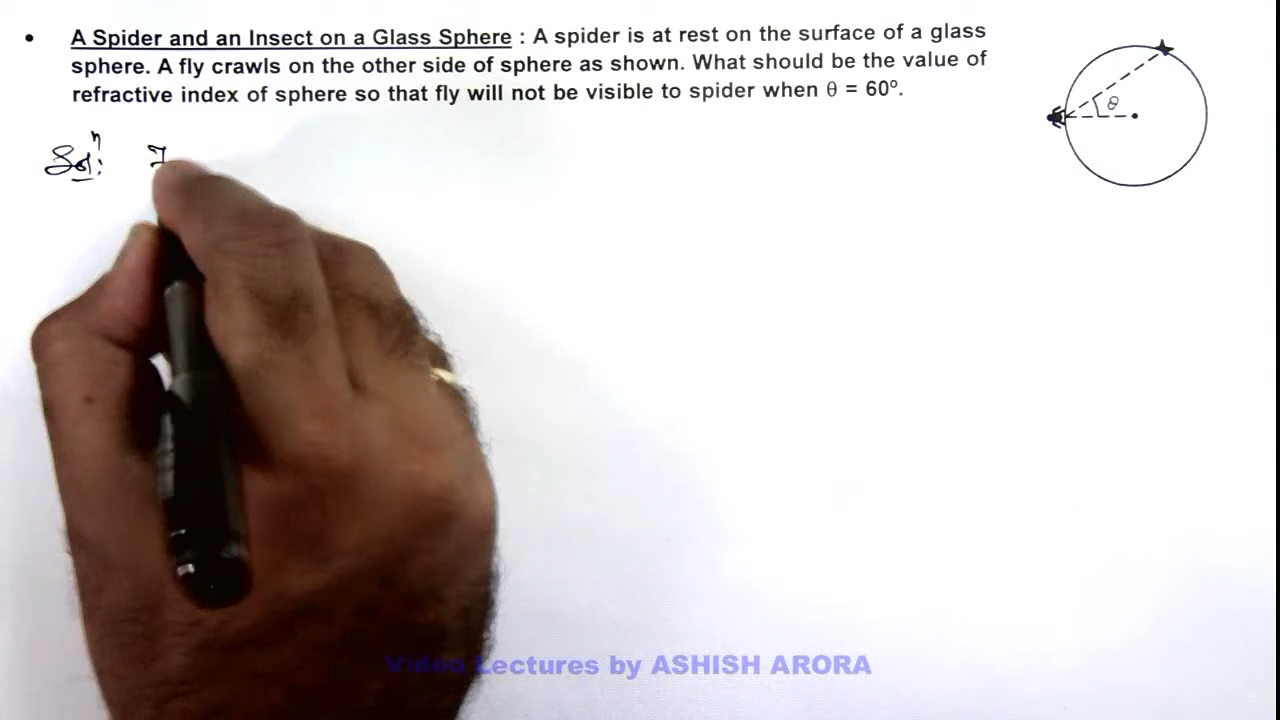 • A Spider and an Insect on a Glass Sphere : A spider is at rest on the surface of a glass
sphere. A fly crawls on the other side of sphere as shown. What should be the value of
refractive index of sphere so that fly will not be visible to spider when θ = 60º.
θ
Solⁿ:
Video Lectures by ASHISH ARORA